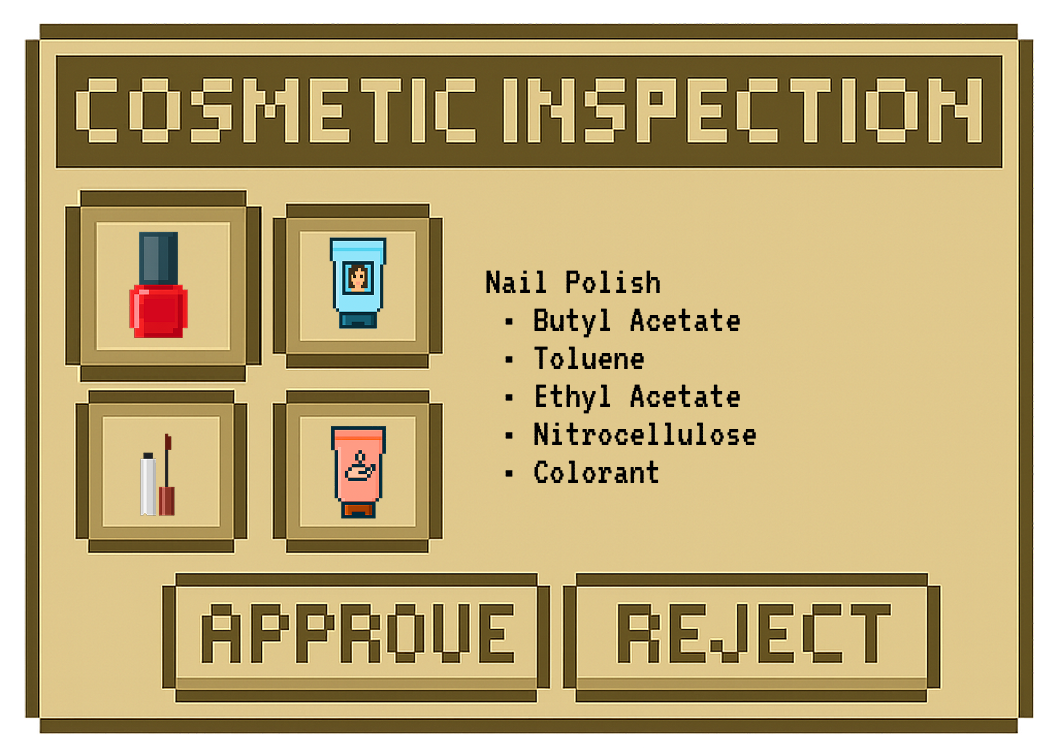 COSMETIC INSPECTION
Nail Polish
▪ Butyl Acetate
▪ Toluene
▪ Ethyl Acetate
▪ Nitrocellulose
▪ Colorant
APPROVE REJECT